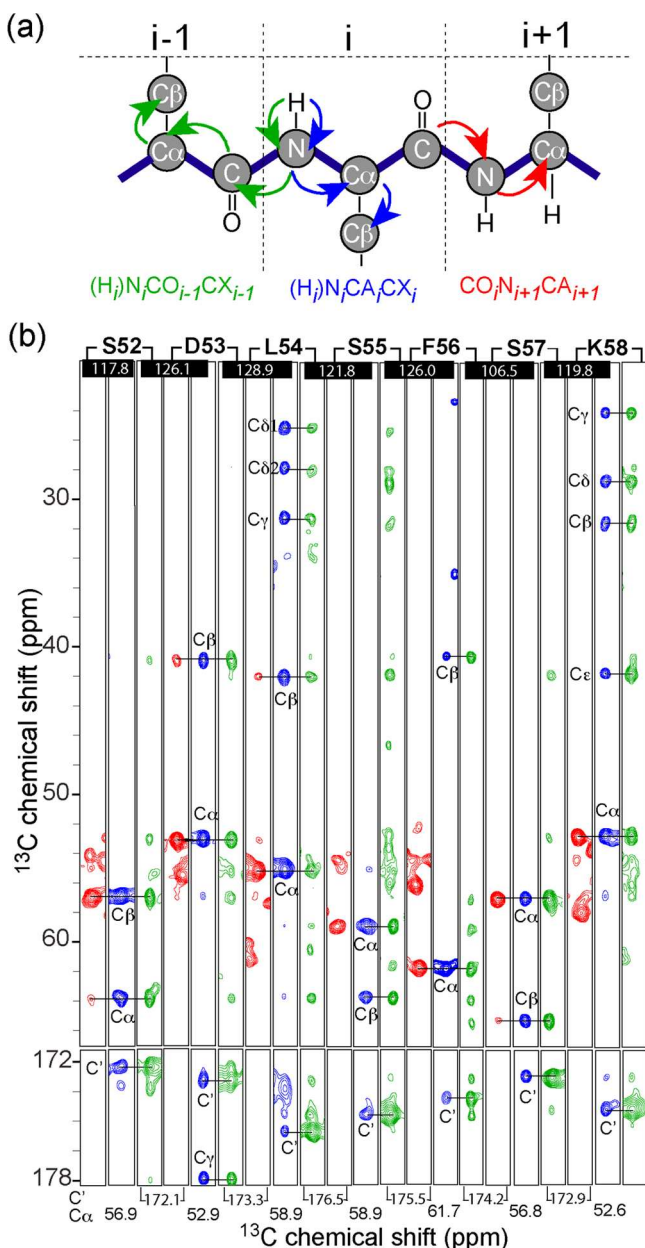 (a)
i-1 i i+1
Cβ H O Cβ
Cα N C Cα
C Cα N
O Cβ H H
(Hi)NiCOi-1CXi-1 (Hi)NiCAiCXi COiNi+1CAi+1
(b)
S52 D53 L54 S55 F56 S57 K58
117.8 126.1 128.9 121.8 126.0 106.5 119.8
Cδ1 Cγ
Cδ2 Cδ
30
Cγ Cβ
40
Cβ Cβ Cε
Cβ
50
Cα Cα
Cα
Cβ Cα Cα
60
Cα Cβ Cα Cβ
13C chemical shift (ppm)
172
C' C' C' C' C' C' C'
Cγ
178
C' 172.1 173.3 176.5 175.5 174.2 172.9
Cα 56.9 52.9 58.9 58.9 61.7 56.8 52.6
13C chemical shift (ppm)